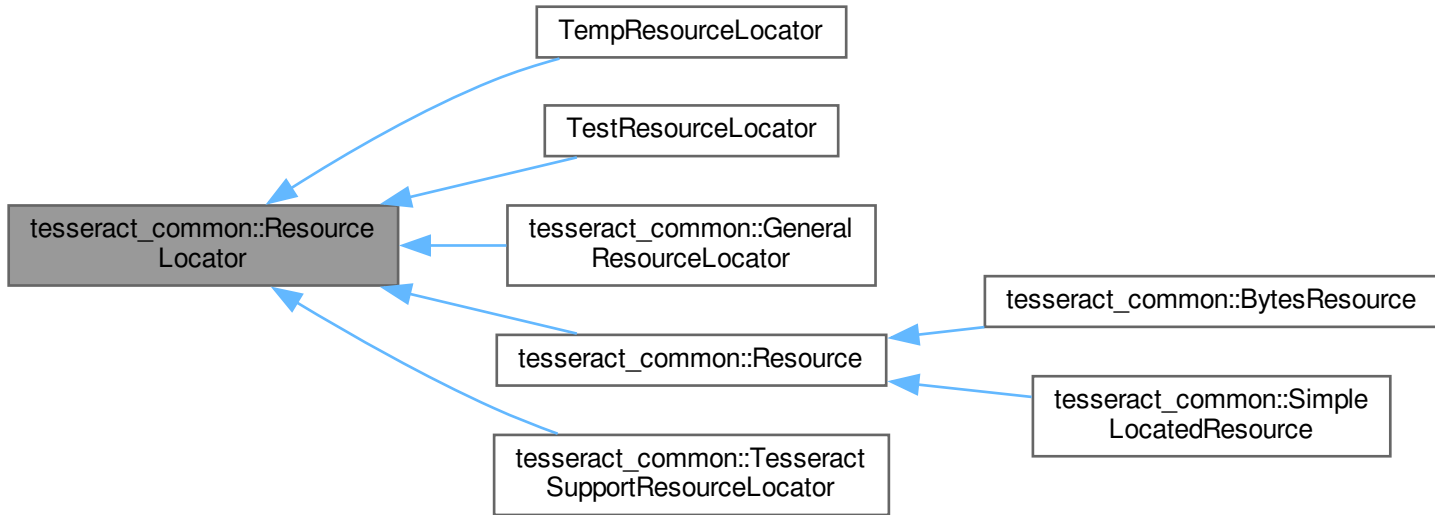 TempResourceLocator
TestResourceLocator
tesseract_common::Resource
Locator
tesseract_common::General
ResourceLocator
tesseract_common::Resource
tesseract_common::Tesseract
SupportResourceLocator
tesseract_common::BytesResource
tesseract_common::Simple
LocatedResource